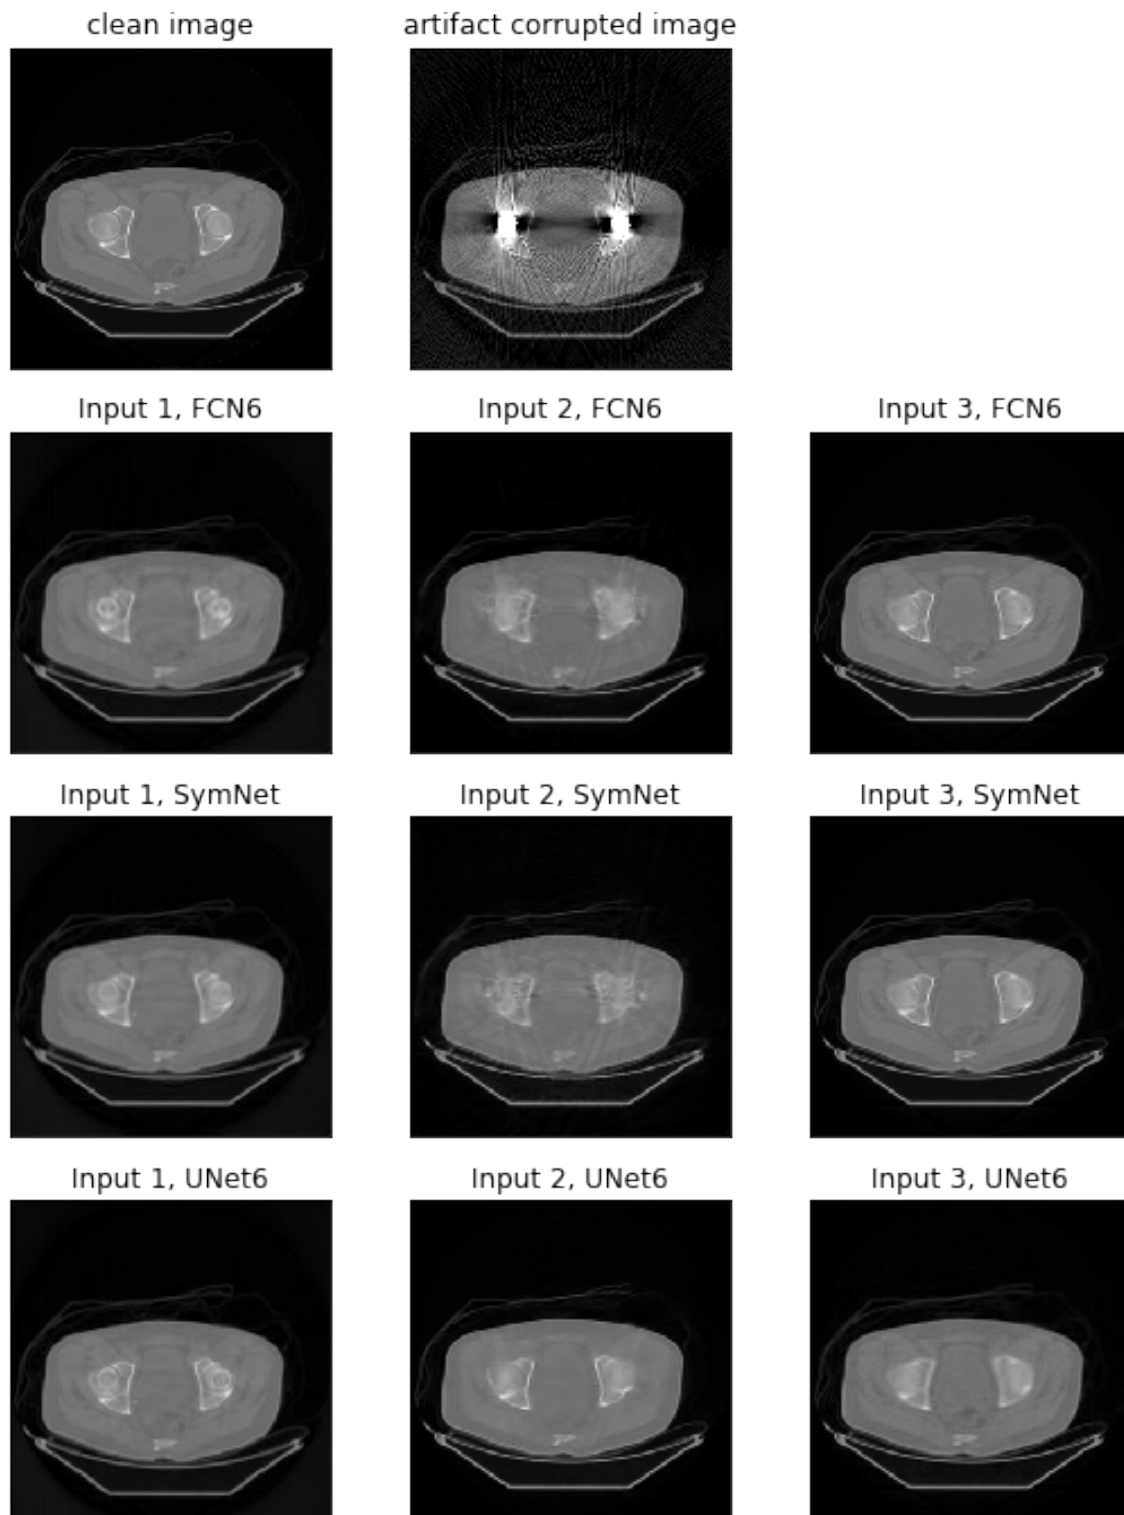 clean image
artifact corrupted image
Input 1, FCN6
Input 2, FCN6
Input 3, FCN6
Input 1, SymNet
Input 2, SymNet
Input 3, SymNet
Input 1, UNet6
Input 2, UNet6
Input 3, UNet6